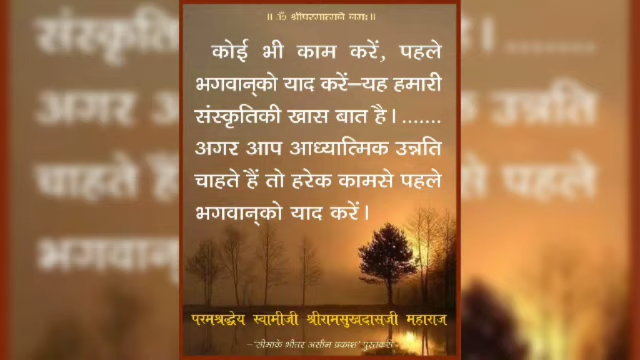 ॥ ॐ श्रीपरमात्मने नमः॥
कोई भी काम करें, पहले
भगवान्‌को याद करें–यह हमारी
संस्कृतिकी खास बात है।.......
अगर आप आध्यात्मिक उन्नति
चाहते हैं तो हरेक कामसे पहले
भगवान्‌को याद करें।
परमश्रद्धेय स्वामीजी श्रीरामसुखदासजी महाराज
–'सीमाके भीतर असीम प्रकाश' पुस्तकसे